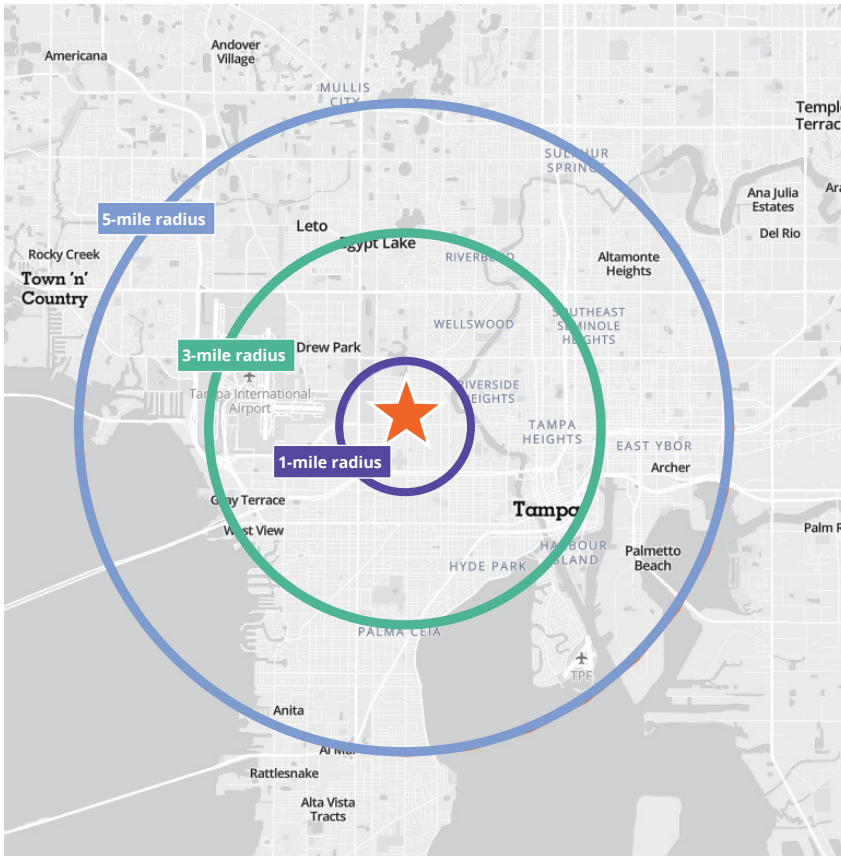 Andover
Village
Americana
MULLIS
CITY
Temple
Terrac
SULPHUR
SPRINGS
Ana Julia
Estates
Ar
5-mile radius
Leto
Del Rio
Egypt Lake
RIVERBEND
Rocky Creek
Altamonte
Heights
Town 'n'
Country
SOUTHEAST
SEMINOLE
HEIGHTS
WELLSWOOD
Drew Park
3-mile radius
Tampa International
Airport
RIVERSIDE
HEIGHTS
TAMPA
HEIGHTS
EAST YBOR
1-mile radius
Archer
Gray Terrace
Tampa
West View
Palm R
HARBOUR
ISLAND
Palmetto
Beach
HYDE PARK
PALMA CEIA
TPF
Anita
Rattlesnake
Alta Vista
Tracts